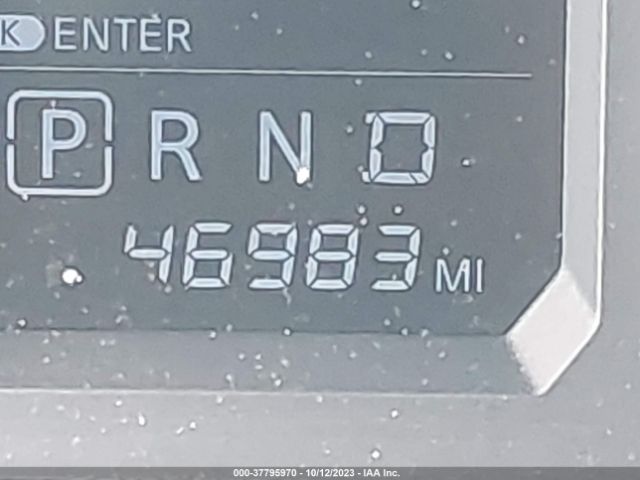 K ENTER
P R N D
46983 MI
000-37795970 - 10/12/2023 - IAA Inc.